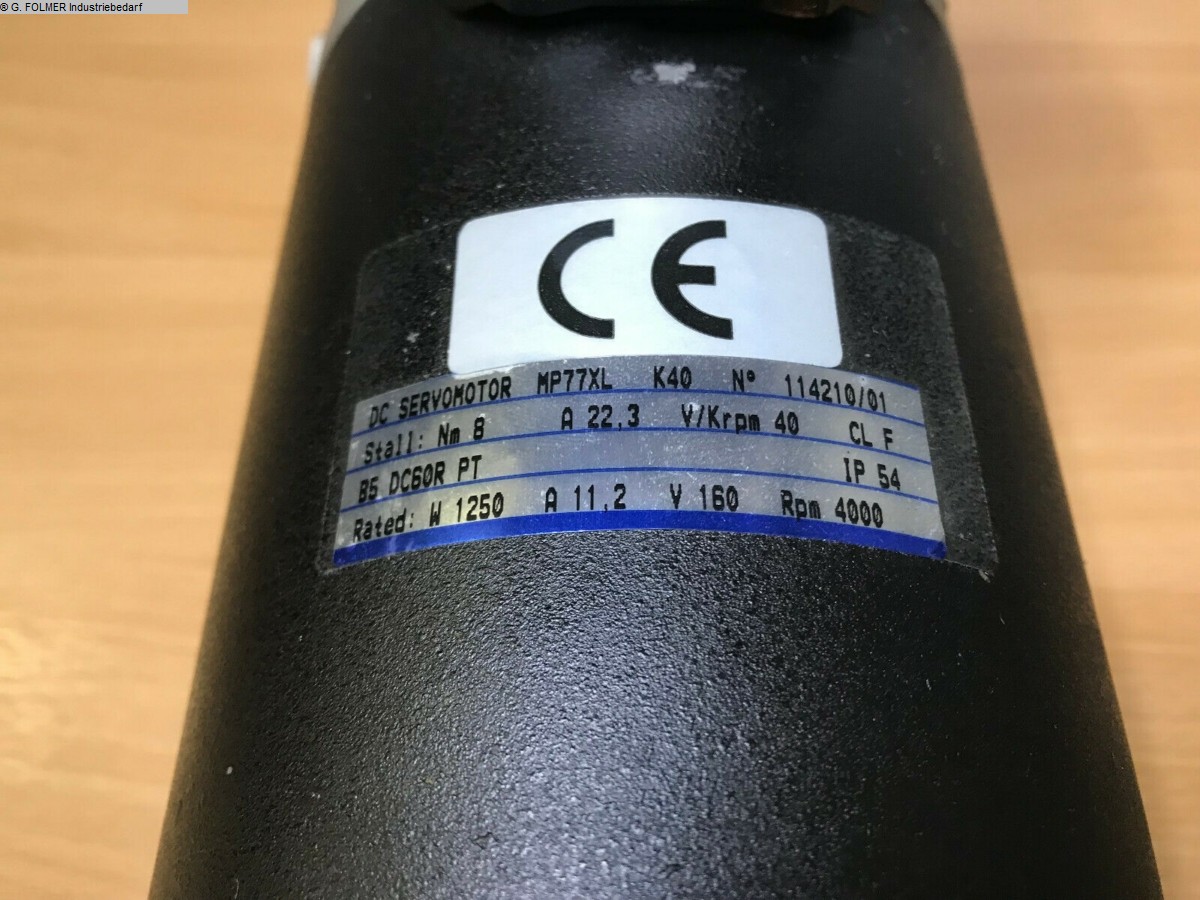 ® G. FOLMER Industriebedarf
CE
DC SERVOMOTOR MP77XL K40 N° 114210/01
Stall: Nm 8 A 22,3 V/Krpm 40 CL F
B5 DC60R PT IP 54
Rated: W 1250 A 11,2 V 160 Rpm 4000